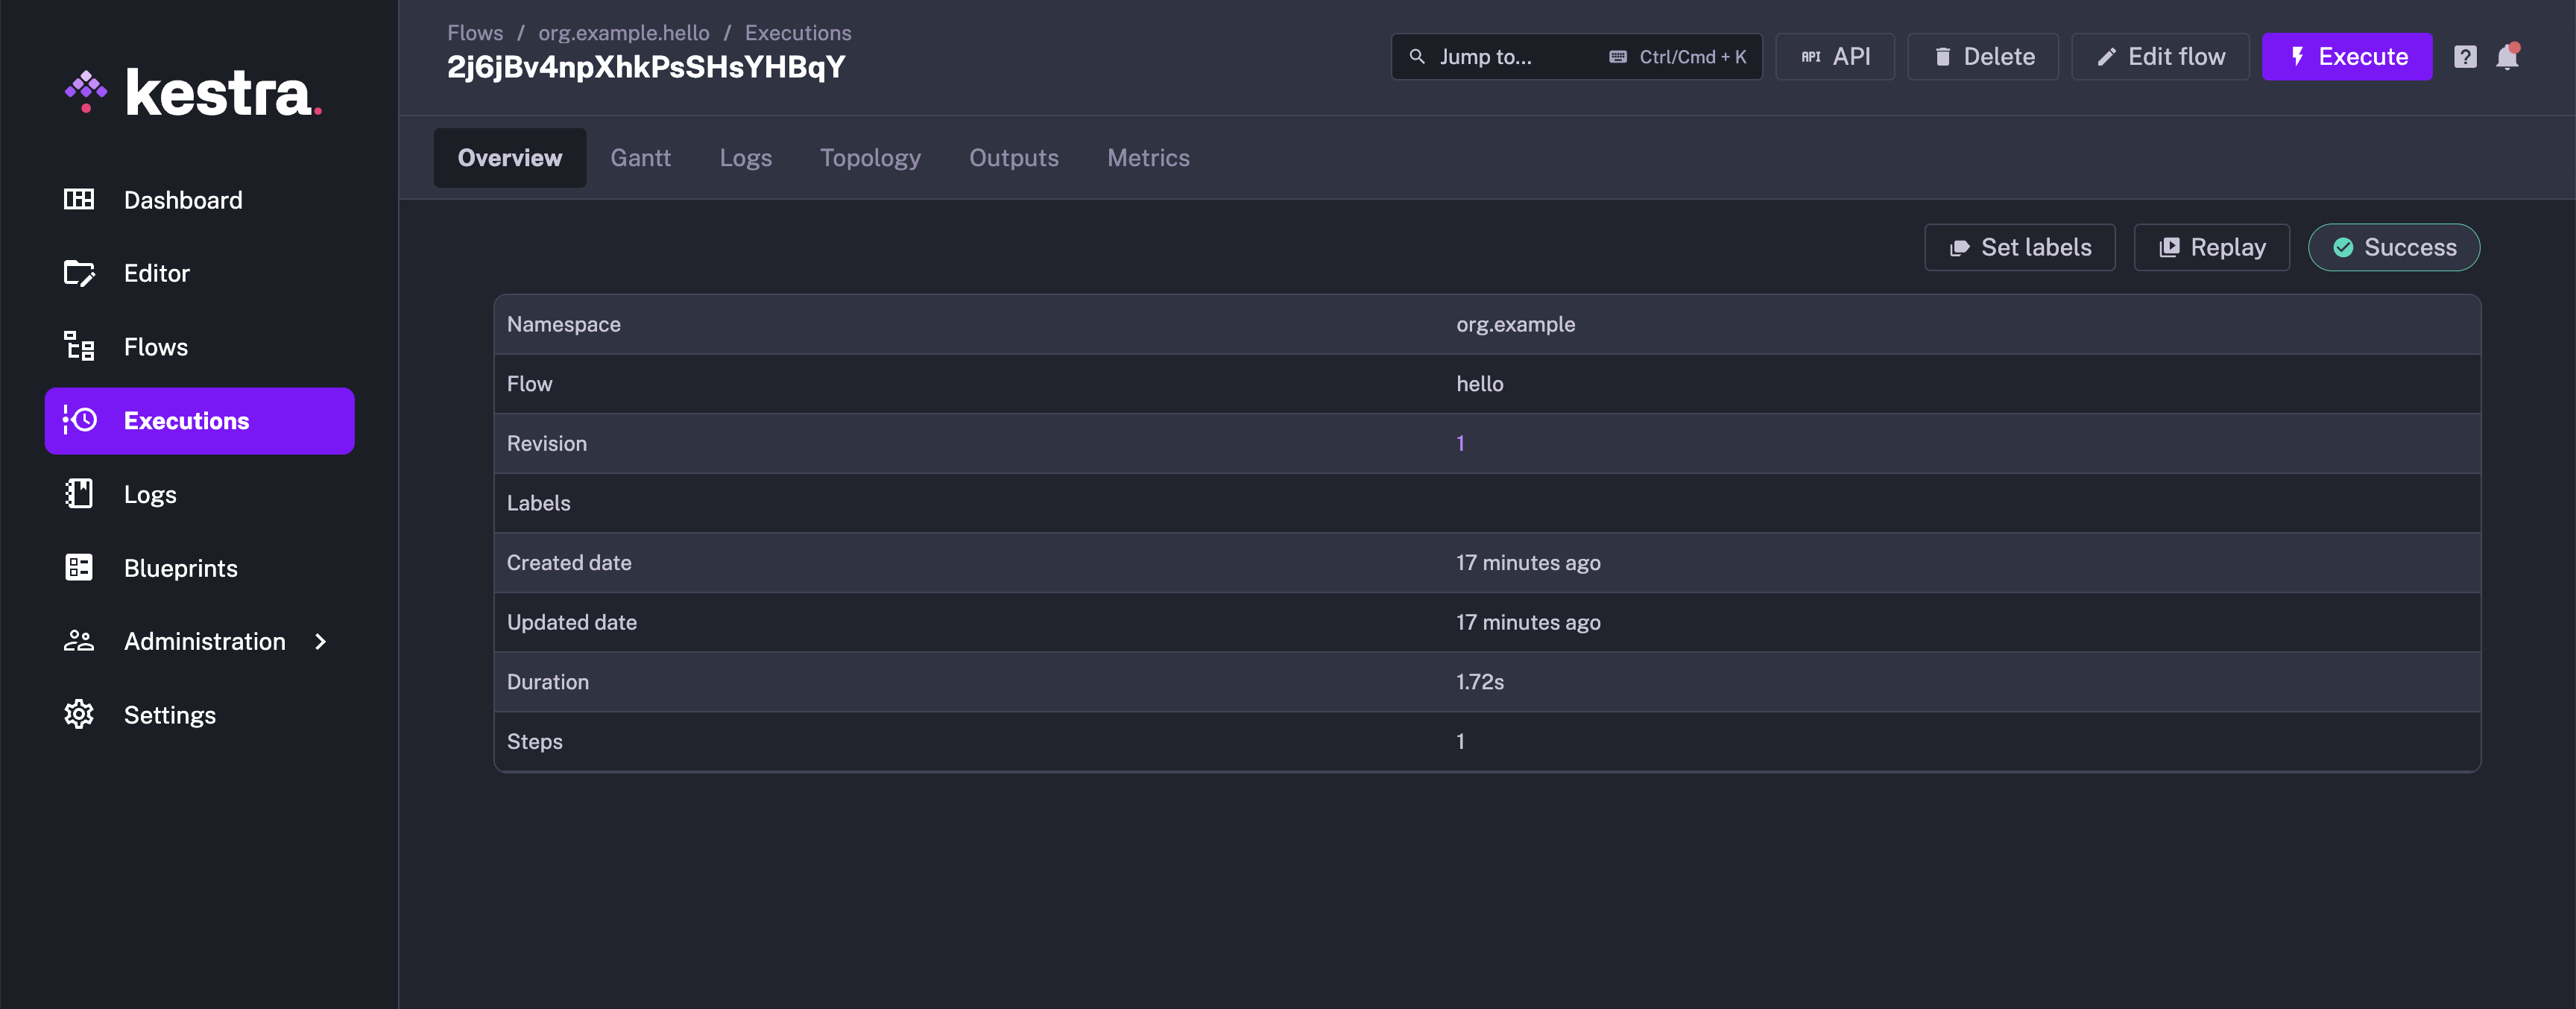 kestra.
Dashboard
Editor
Flows
Executions
Logs
Blueprints
Administration
Settings
Flows / org.example.hello / Executions
2j6jBv4npXhkPsSHsYHBqY
Jump to... Ctrl/Cmd + K
API API
Delete
Edit flow
Execute
?
Overview Gantt Logs Topology Outputs Metrics
Set labels Replay Success
Namespace org.example
Flow hello
Revision 1
Labels
Created date 17 minutes ago
Updated date 17 minutes ago
Duration 1.72s
Steps 1